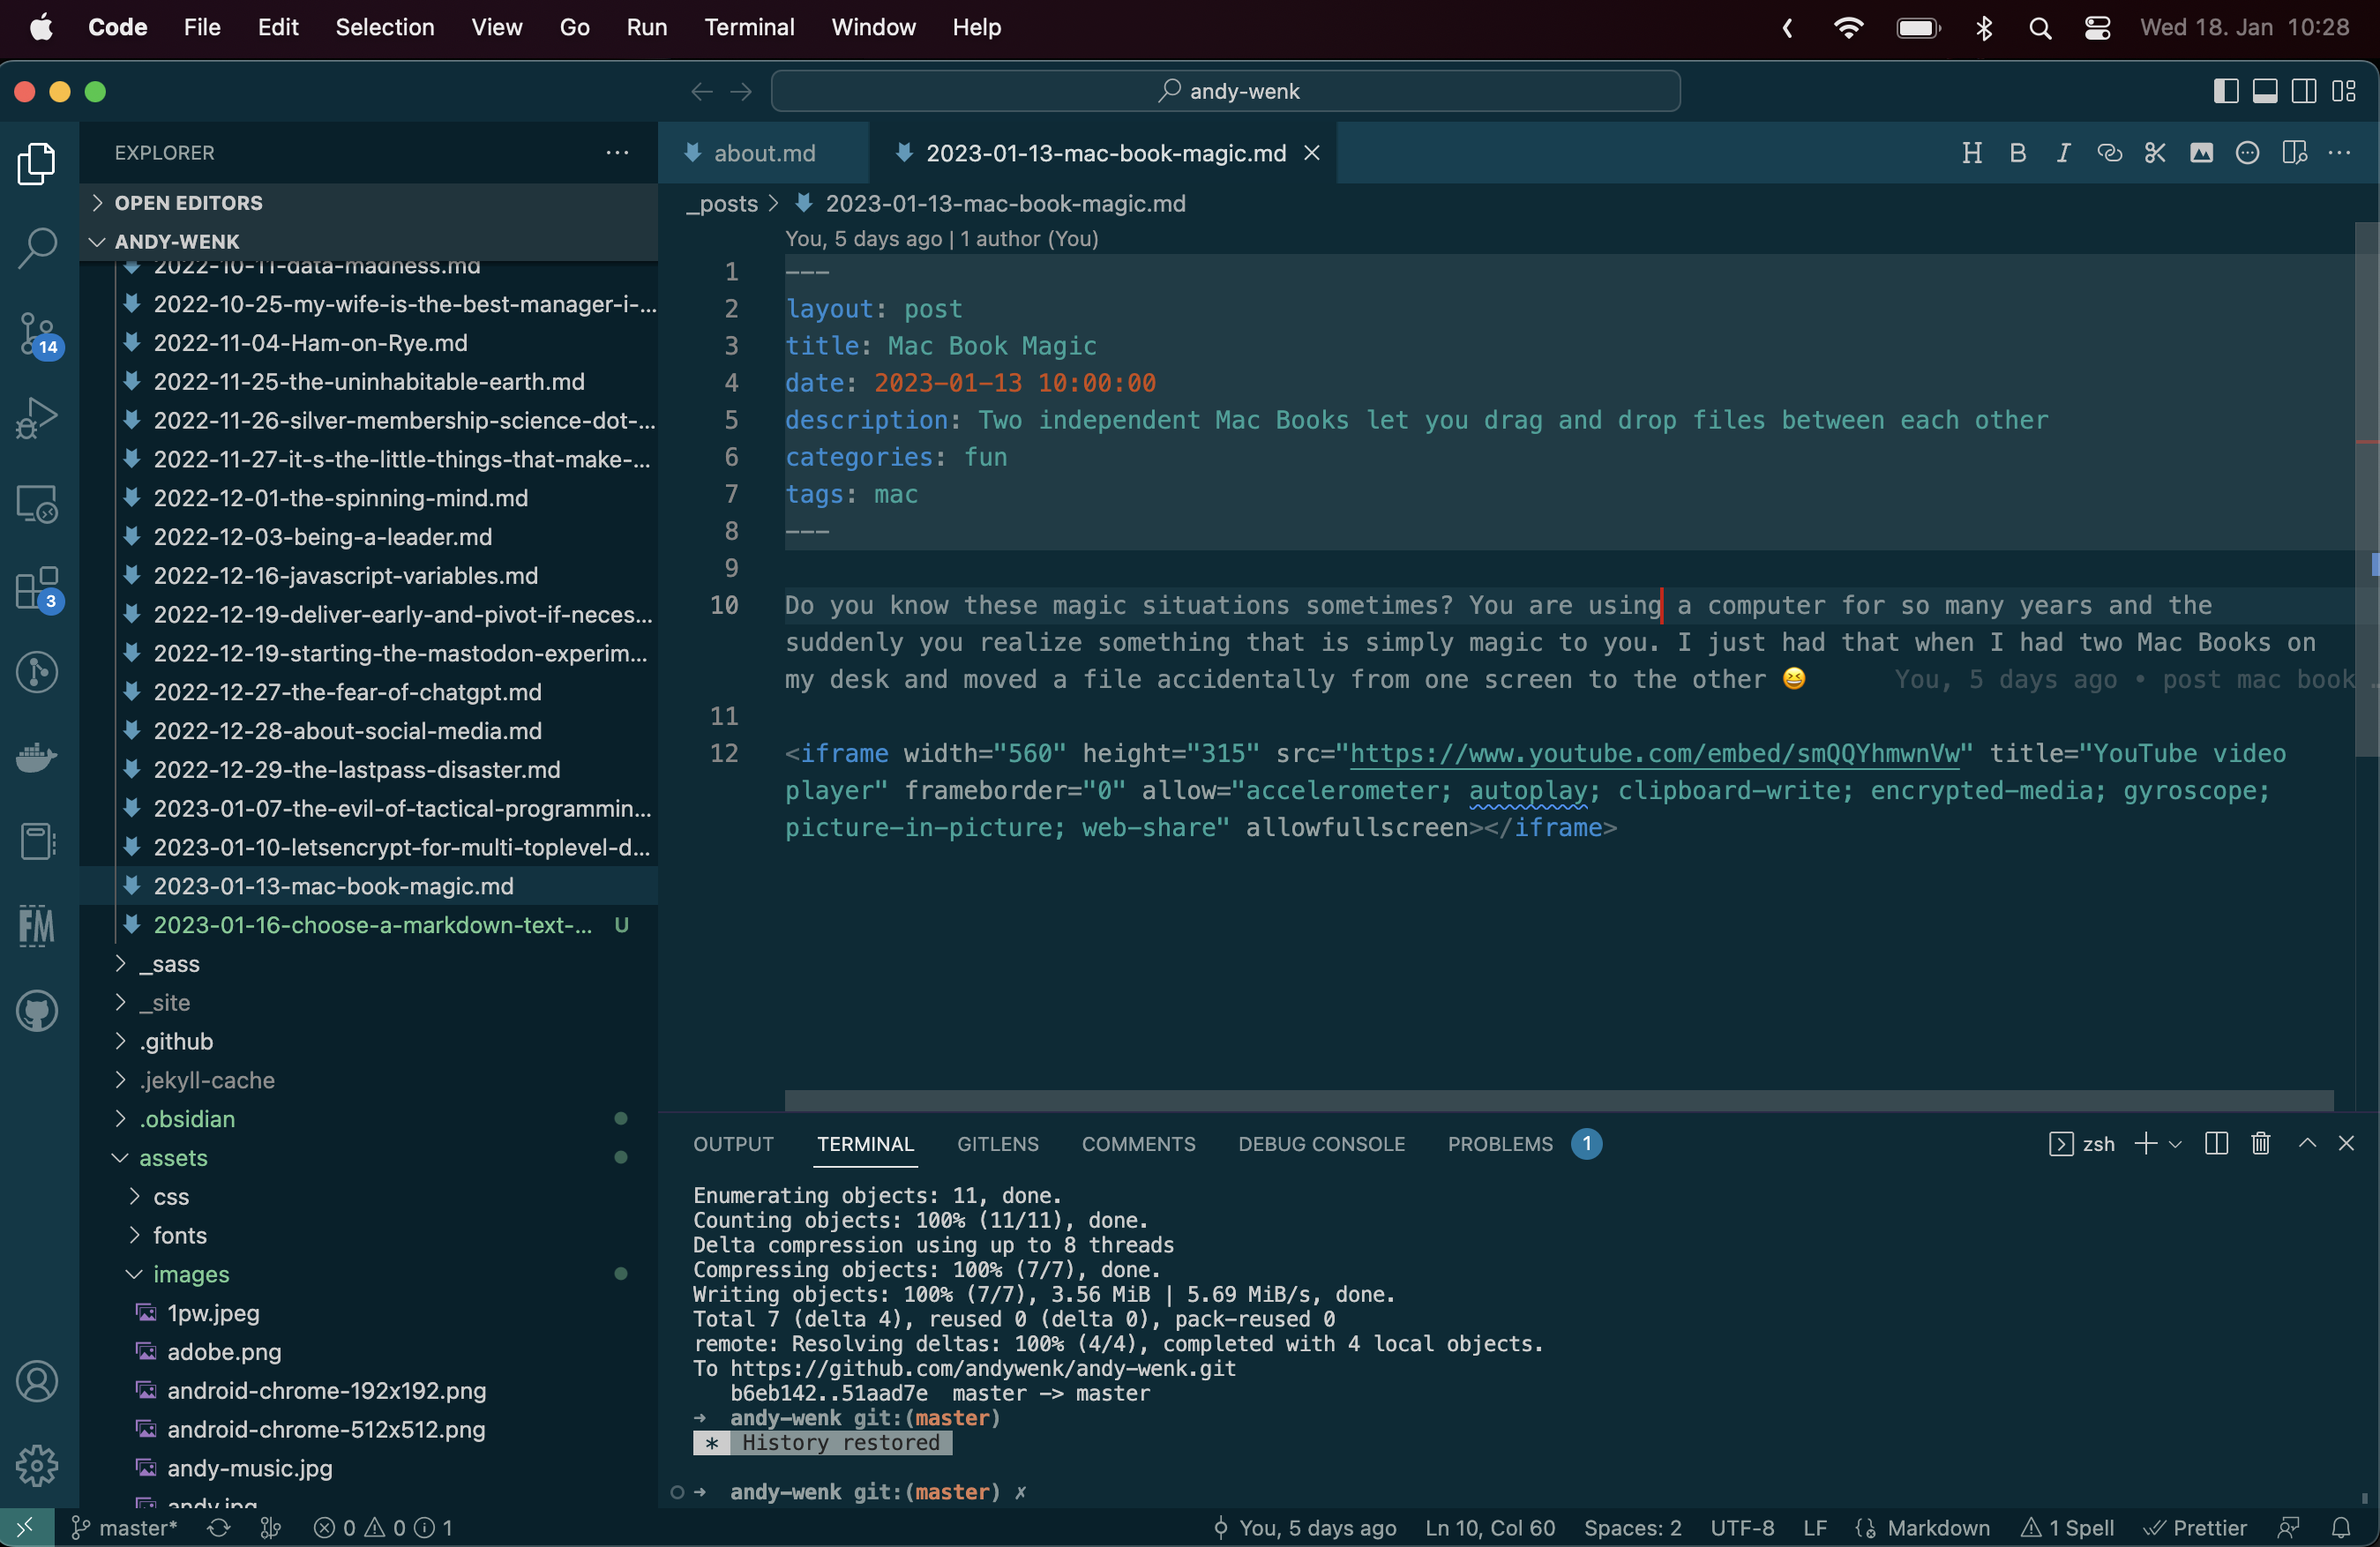 Code File Edit Selection View Go Run Terminal Window Help Wed 18. Jan 10:28
andy-wenk
EXPLORER
OPEN EDITORS
ANDY-WENK
2022-10-11-data-madness.md
2022-10-25-my-wife-is-the-best-manager-i-...
2022-11-04-Ham-on-Rye.md
2022-11-25-the-uninhabitable-earth.md
2022-11-26-silver-membership-science-dot-...
2022-11-27-it-s-the-little-things-that-make-...
2022-12-01-the-spinning-mind.md
2022-12-03-being-a-leader.md
2022-12-16-javascript-variables.md
2022-12-19-deliver-early-and-pivot-if-neces...
2022-12-19-starting-the-mastodon-experim...
2022-12-27-the-fear-of-chatgpt.md
2022-12-28-about-social-media.md
2022-12-29-the-lastpass-disaster.md
2023-01-07-the-evil-of-tactical-programmin...
2023-01-10-letsencrypt-for-multi-toplevel-d...
2023-01-13-mac-book-magic.md
2023-01-16-choose-a-markdown-text-... U
_sass
_site
.github
.jekyll-cache
.obsidian
assets
css
fonts
images
1pw.jpeg
adobe.png
android-chrome-192x192.png
android-chrome-512x512.png
andy-music.jpg
andy.jpg
14
3
FM
about.md 2023-01-13-mac-book-magic.md
H B I
_posts > 2023-01-13-mac-book-magic.md
You, 5 days ago | 1 author (You)
1 ---
2 layout: post
3 title: Mac Book Magic
4 date: 2023-01-13 10:00:00
5 description: Two independent Mac Books let you drag and drop files between each other
6 categories: fun
7 tags: mac
8 ---
9
10 Do you know these magic situations sometimes? You are using a computer for so many years and the
suddenly you realize something that is simply magic to you. I just had that when I had two Mac Books on
my desk and moved a file accidentally from one screen to the other 😆 You, 5 days ago • post mac book …
11
12 <iframe width="560" height="315" src="https://www.youtube.com/embed/smQQYhmwnVw" title="YouTube video
player" frameborder="0" allow="accelerometer; autoplay; clipboard-write; encrypted-media; gyroscope;
picture-in-picture; web-share" allowfullscreen></iframe>
OUTPUT TERMINAL GITLENS COMMENTS DEBUG CONSOLE PROBLEMS 1 zsh
Enumerating objects: 11, done.
Counting objects: 100% (11/11), done.
Delta compression using up to 8 threads
Compressing objects: 100% (7/7), done.
Writing objects: 100% (7/7), 3.56 MiB | 5.69 MiB/s, done.
Total 7 (delta 4), reused 0 (delta 0), pack-reused 0
remote: Resolving deltas: 100% (4/4), completed with 4 local objects.
To https://github.com/andywenk/andy-wenk.git
b6eb142..51aad7e master -> master
➜ andy-wenk git:(master)
* History restored
➜ andy-wenk git:(master) ✗
master* 0 0 1 You, 5 days ago Ln 10, Col 60 Spaces: 2 UTF-8 LF Markdown 1 Spell Prettier